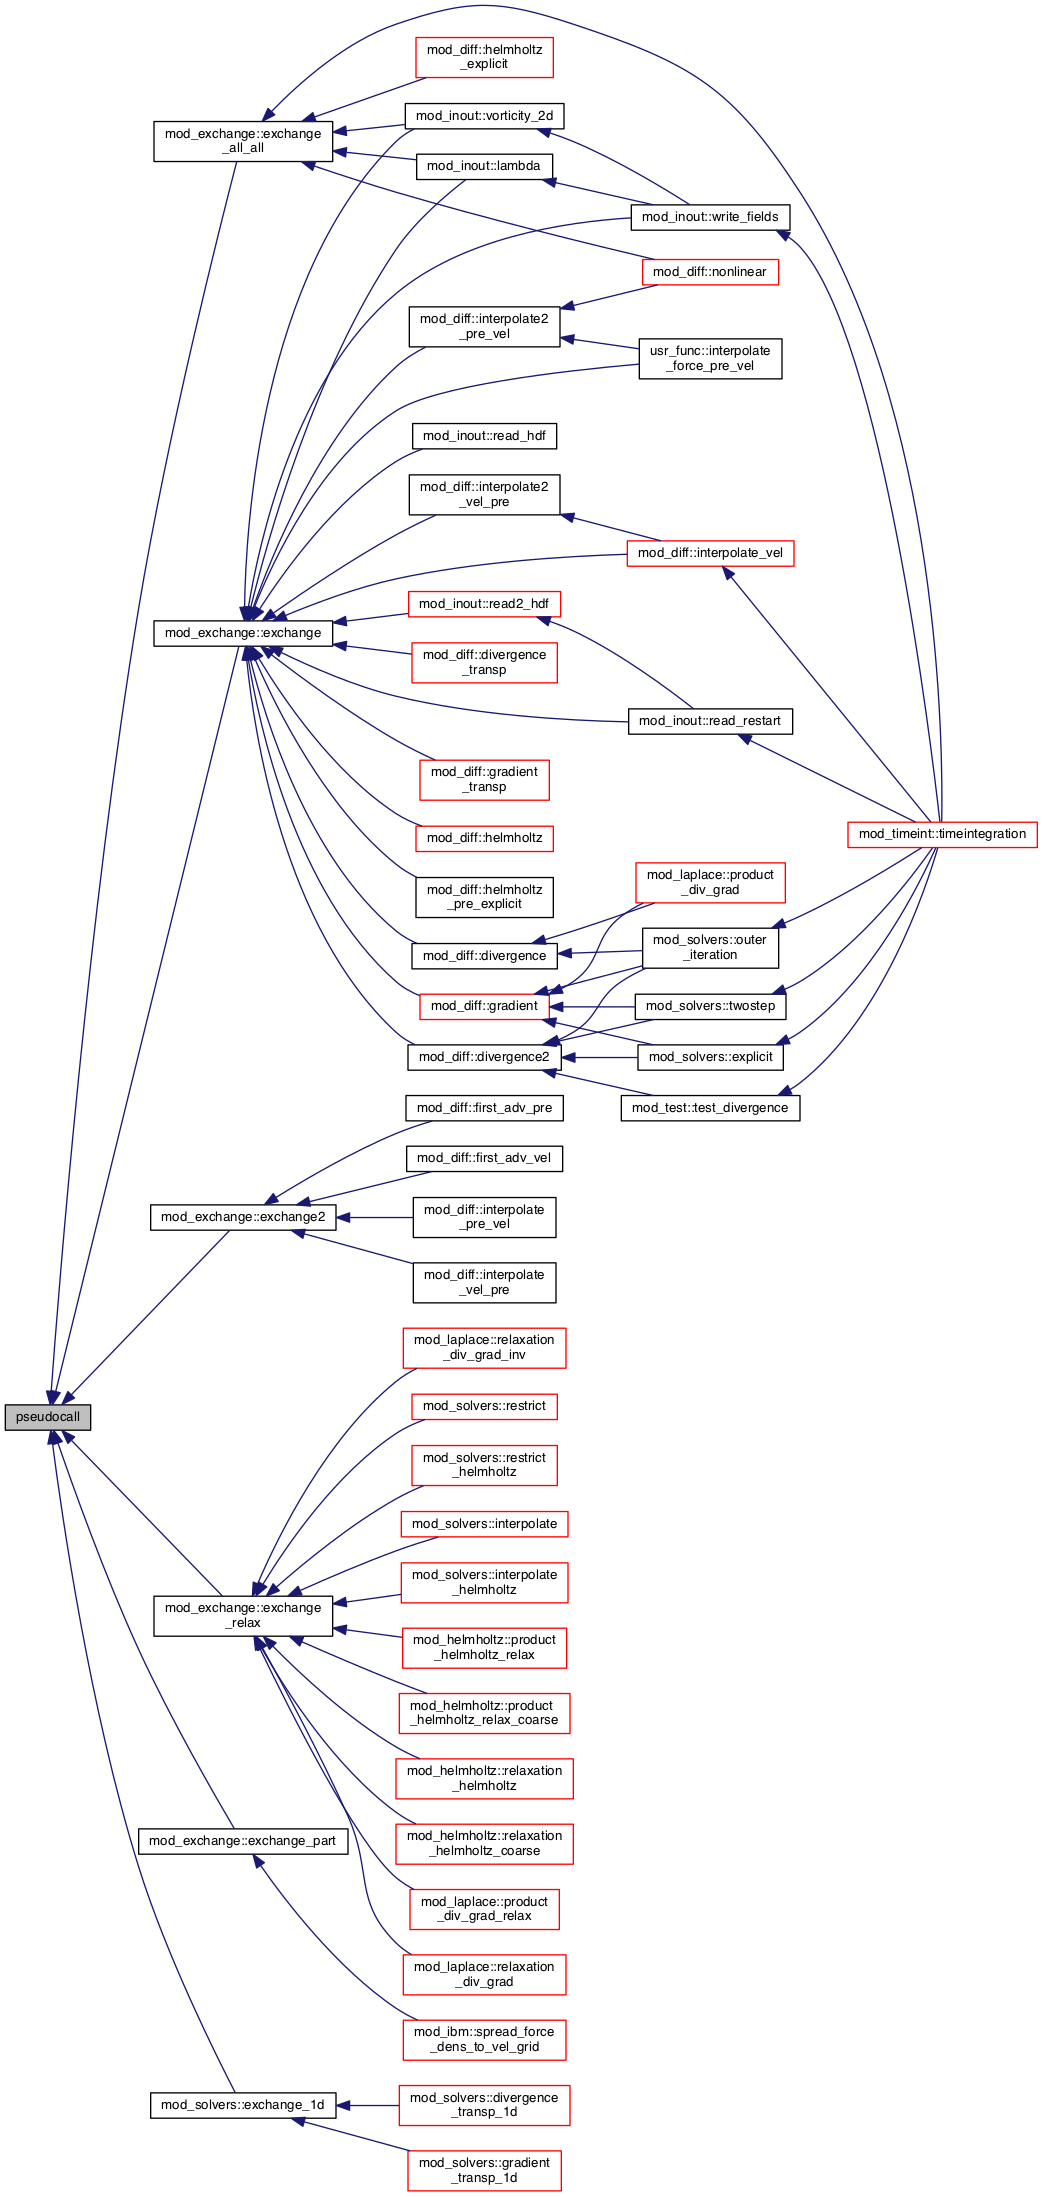 mod_diff::helmholtz
_explicit
mod_inout::vorticity_2d
mod_exchange::exchange
_all_all
mod_inout::lambda
mod_inout::write_fields
mod_diff::nonlinear
mod_diff::interpolate2
_pre_vel
usr_func::interpolate
_force_pre_vel
mod_inout::read_hdf
mod_diff::interpolate2
_vel_pre
mod_diff::interpolate_vel
mod_inout::read2_hdf
mod_exchange::exchange
mod_diff::divergence
_transp
mod_inout::read_restart
mod_diff::gradient
_transp
mod_diff::helmholtz
mod_timeint::timeintegration
mod_diff::helmholtz
_pre_explicit
mod_laplace::product
_div_grad
mod_diff::divergence
mod_solvers::outer
_iteration
mod_diff::gradient
mod_solvers::twostep
mod_diff::divergence2
mod_solvers::explicit
mod_test::test_divergence
mod_diff::first_adv_pre
mod_diff::first_adv_vel
mod_exchange::exchange2
mod_diff::interpolate
_pre_vel
mod_diff::interpolate
_vel_pre
mod_laplace::relaxation
_div_grad_inv
pseudocall
mod_solvers::restrict
mod_solvers::restrict
_helmholtz
mod_solvers::interpolate
mod_solvers::interpolate
_helmholtz
mod_exchange::exchange
_relax
mod_helmholtz::product
_helmholtz_relax
mod_helmholtz::product
_helmholtz_relax_coarse
mod_helmholtz::relaxation
_helmholtz
mod_helmholtz::relaxation
_helmholtz_coarse
mod_exchange::exchange_part
mod_laplace::product
_div_grad_relax
mod_laplace::relaxation
_div_grad
mod_ibm::spread_force
_dens_to_vel_grid
mod_solvers::exchange_1d
mod_solvers::divergence
_transp_1d
mod_solvers::gradient
_transp_1d